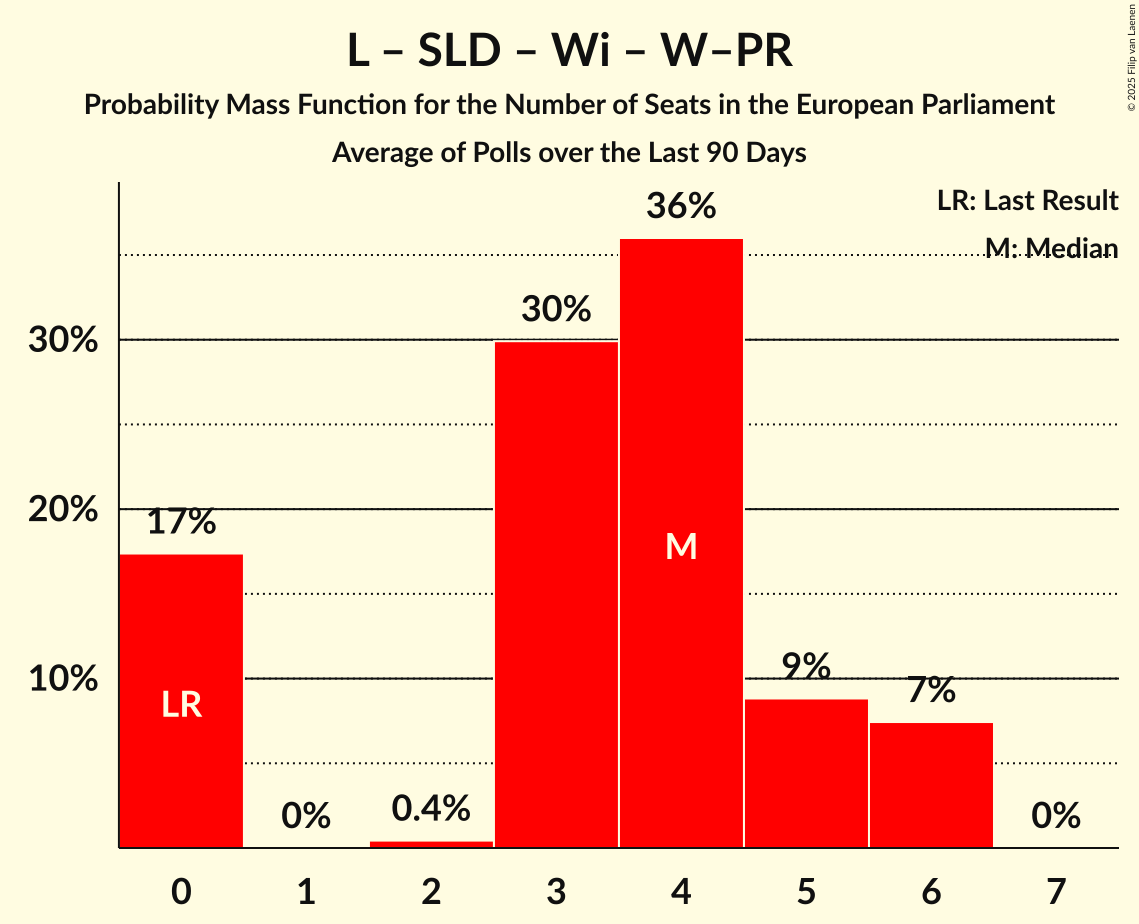 L – SLD – Wi – W–PR
Probability Mass Function for the Number of Seats in the European Parliament
Average of Polls over the Last 90 Days
© 2025 Filip van Laenen
LR: Last Result
M: Median
36%
30%
30%
20%
17%
M
10%
9%
7%
LR
0%
0.4%
0%
0 1 2 3 4 5 6 7